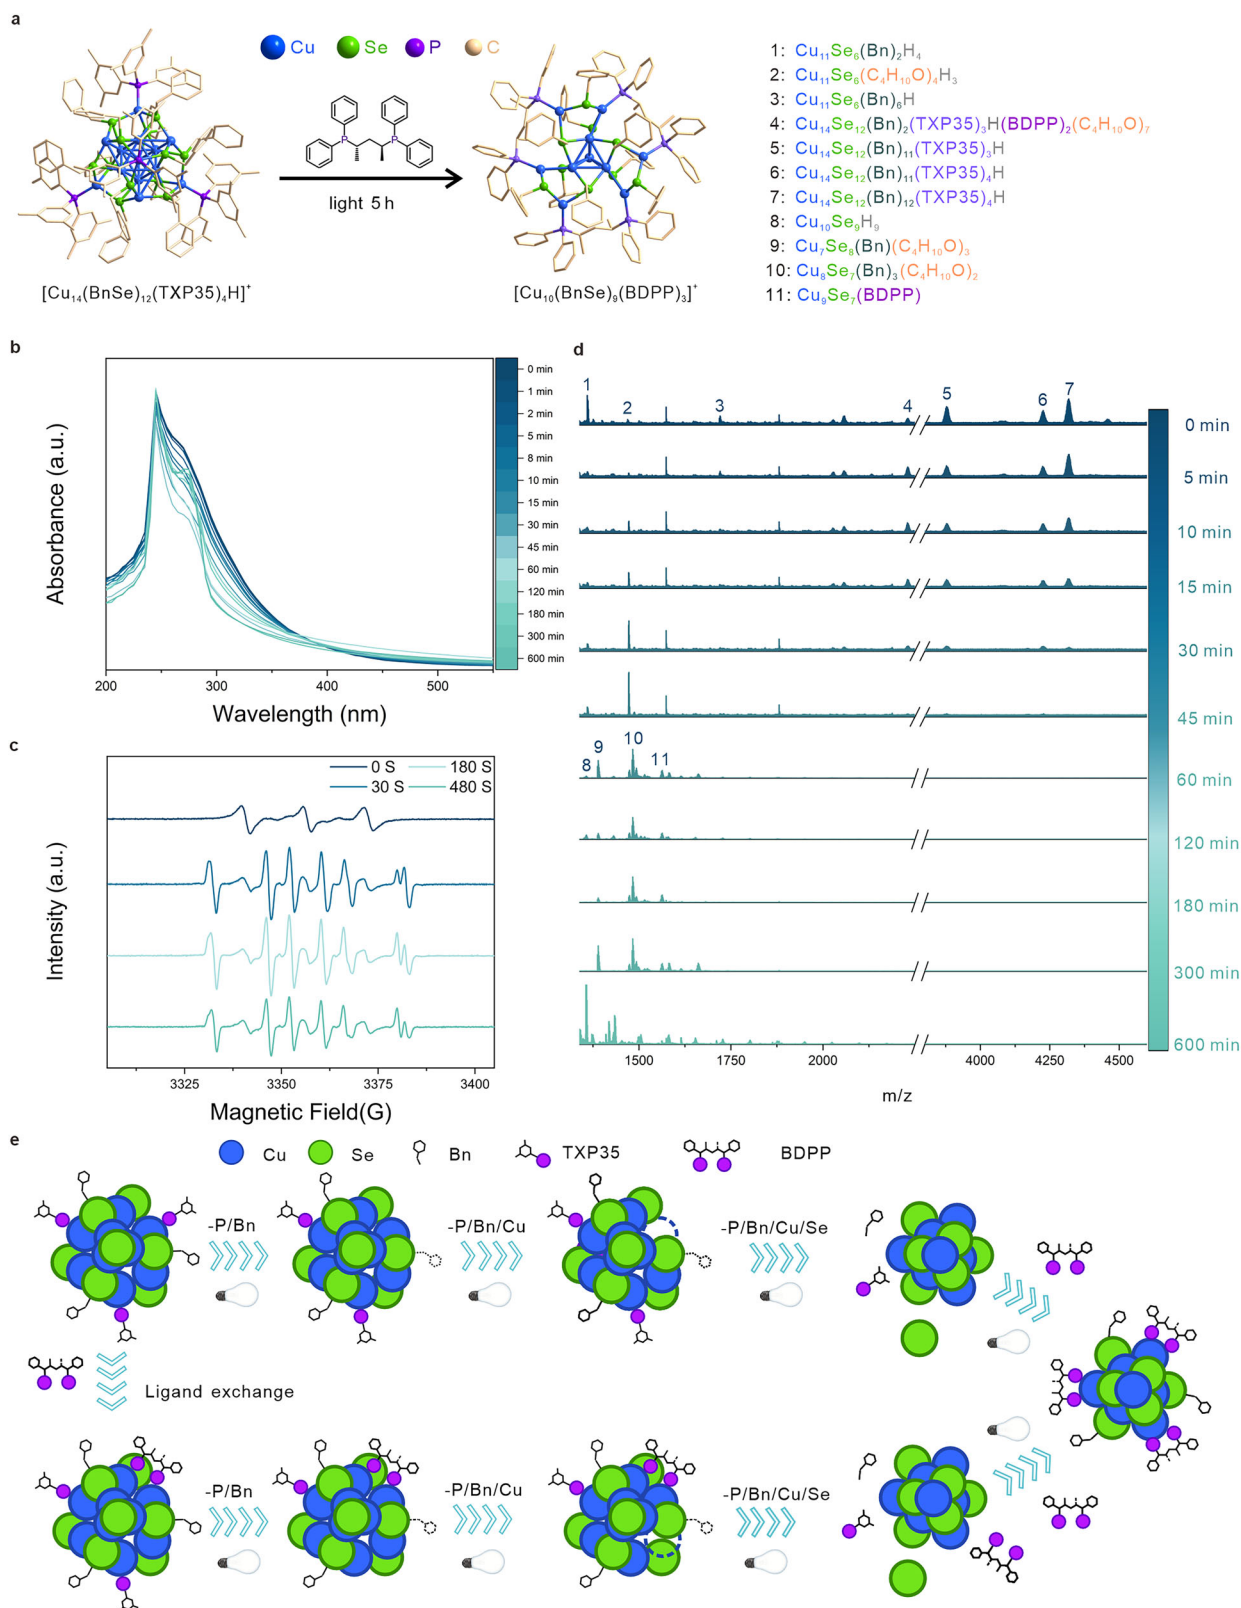 a
Cu Se P C
light 5 h
P P
[Cu₁₄(BnSe)₁₂(TXP35)₄H]⁺
[Cu₁₀(BnSe)₉(BDPP)₃]⁺
1: Cu₁₁Se₆(Bn)₂H₄
2: Cu₁₁Se₆(C₄H₁₀O)₄H₃
3: Cu₁₁Se₆(Bn)₆H
4: Cu₁₄Se₁₂(Bn)₂(TXP35)₃H(BDPP)₂(C₄H₁₀O)₇
5: Cu₁₄Se₁₂(Bn)₁₁(TXP35)₃H
6: Cu₁₄Se₁₂(Bn)₁₁(TXP35)₄H
7: Cu₁₄Se₁₂(Bn)₁₂(TXP35)₄H
8: Cu₁₀Se₉H₉
9: Cu₇Se₈(Bn)(C₄H₁₀O)₃
10: Cu₈Se₇(Bn)₃(C₄H₁₀O)₂
11: Cu₉Se₇(BDPP)
b
Absorbance (a.u.)
0 min
1 min
2 min
5 min
8 min
10 min
15 min
30 min
45 min
60 min
120 min
180 min
300 min
600 min
200 300 400 500
Wavelength (nm)
c
0 S 180 S
30 S 480 S
Intensity (a.u.)
3325 3350 3375 3400
Magnetic Field(G)
d
1 2 3 4 5 6 7
8 9 10 11
0 min
5 min
10 min
15 min
30 min
45 min
60 min
120 min
180 min
300 min
600 min
1500 1750 2000 4000 4250 4500
m/z
e
Cu Se Bn TXP35 BDPP
-P/Bn -P/Bn/Cu -P/Bn/Cu/Se
Ligand exchange
-P/Bn -P/Bn/Cu -P/Bn/Cu/Se